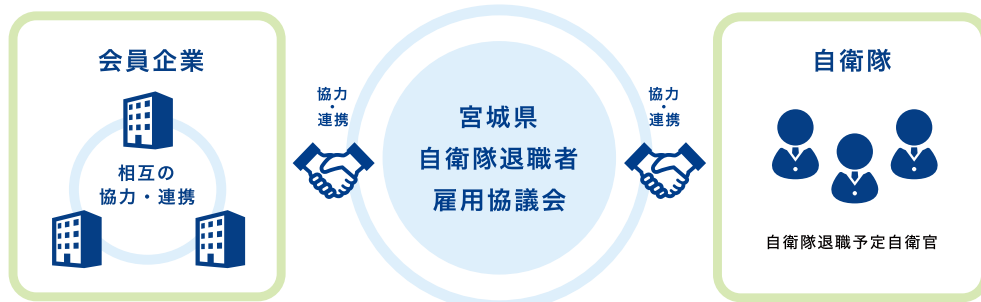 会員企業
相互の
協力・連携
協力
・
連携
宮城県
自衛隊退職者
雇用協議会
協力
・
連携
自衛隊
自衛隊退職予定自衛官